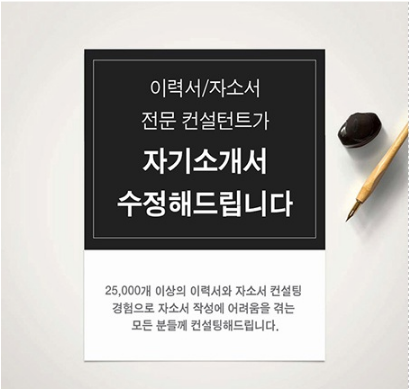 이력서/자소서
전문 컨설턴트가
자기소개서
수정해드립니다
25,000개 이상의 이력서와 자소서 컨설팅
경험으로 자소서 작성에 어려움을 겪는
모든 분들께 컨설팅해드립니다.